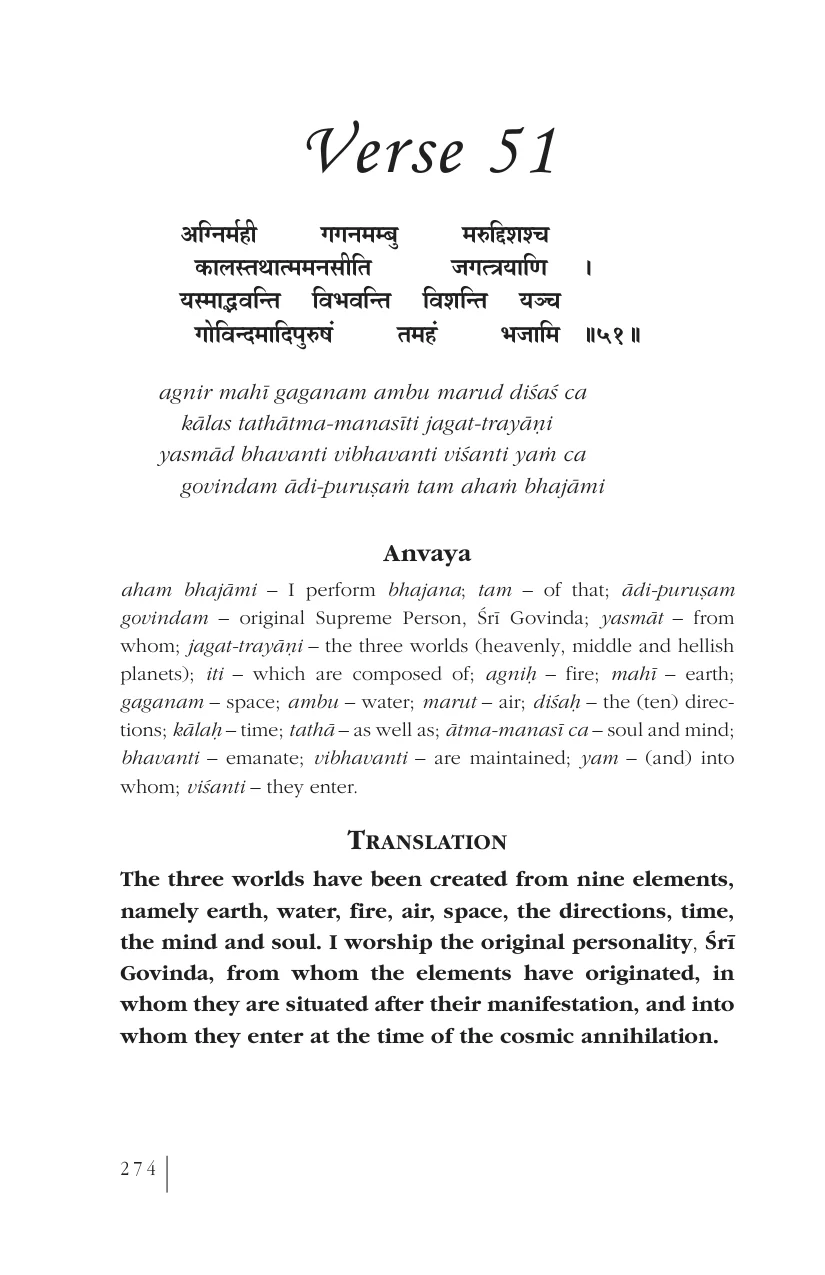 Verse 51
अग्निर्मही गगनमम्बु मरुद्दिशश्च
कालस्तथात्ममनसीति जगत्त्रयाणि ।
यस्माद्भवन्ति विभवन्ति विशन्ति यञ्च
गोविन्दमादिपुरुषं तमहं भजामि ॥५१॥
agnir mahī gaganam ambu marud diśaś ca
kālas tathātma-manasīti jagat-trayāṇi
yasmād bhavanti vibhavanti viśanti yaṁ ca
govindam ādi-puruṣaṁ tam ahaṁ bhajāmi
Anvaya
aham bhajāmi – I perform bhajana; tam – of that; ādi-puruṣam
govindam – original Supreme Person, Śrī Govinda; yasmāt – from
whom; jagat-trayāṇi – the three worlds (heavenly, middle and hellish
planets); iti – which are composed of; agniḥ – fire; mahī – earth;
gaganam – space; ambu – water; marut – air; diśaḥ – the (ten) direc-
tions; kālaḥ – time; tathā – as well as; ātma-manasī ca – soul and mind;
bhavanti – emanate; vibhavanti – are maintained; yam – (and) into
whom; viśanti – they enter.
TRANSLATION
The three worlds have been created from nine elements,
namely earth, water, fire, air, space, the directions, time,
the mind and soul. I worship the original personality, Śrī
Govinda, from whom the elements have originated, in
whom they are situated after their manifestation, and into
whom they enter at the time of the cosmic annihilation.
274